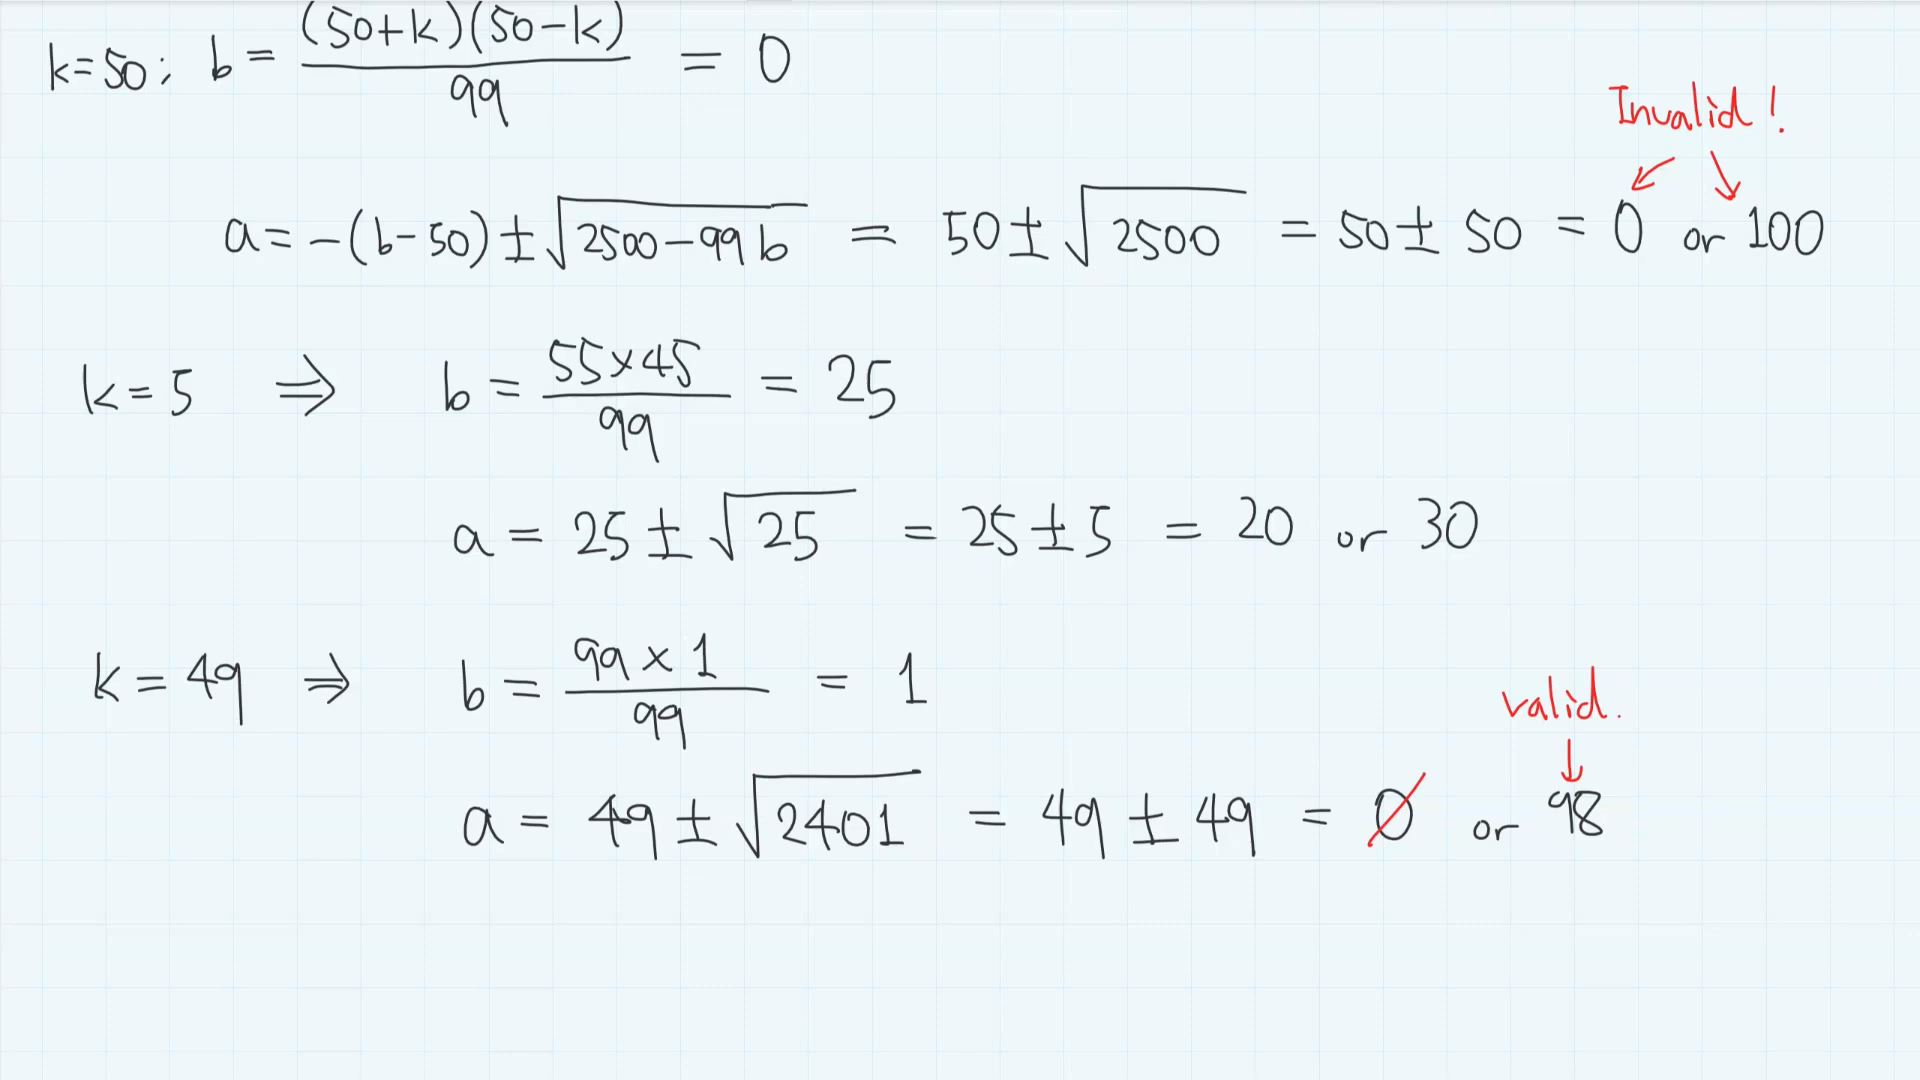 k=50; b = (50+k)(50-k) / 99 = 0
Invalid!
a = -(b-50) ± √(2500-99b) = 50 ± √2500 = 50 ± 50 = 0 or 100
k = 5 ⇒ b = 55×45 / 99 = 25
a = 25 ± √25 = 25 ± 5 = 20 or 30
k = 49 ⇒ b = 99 × 1 / 99 = 1
valid.
a = 49 ± √2401 = 49 ± 49 = 0 or 98